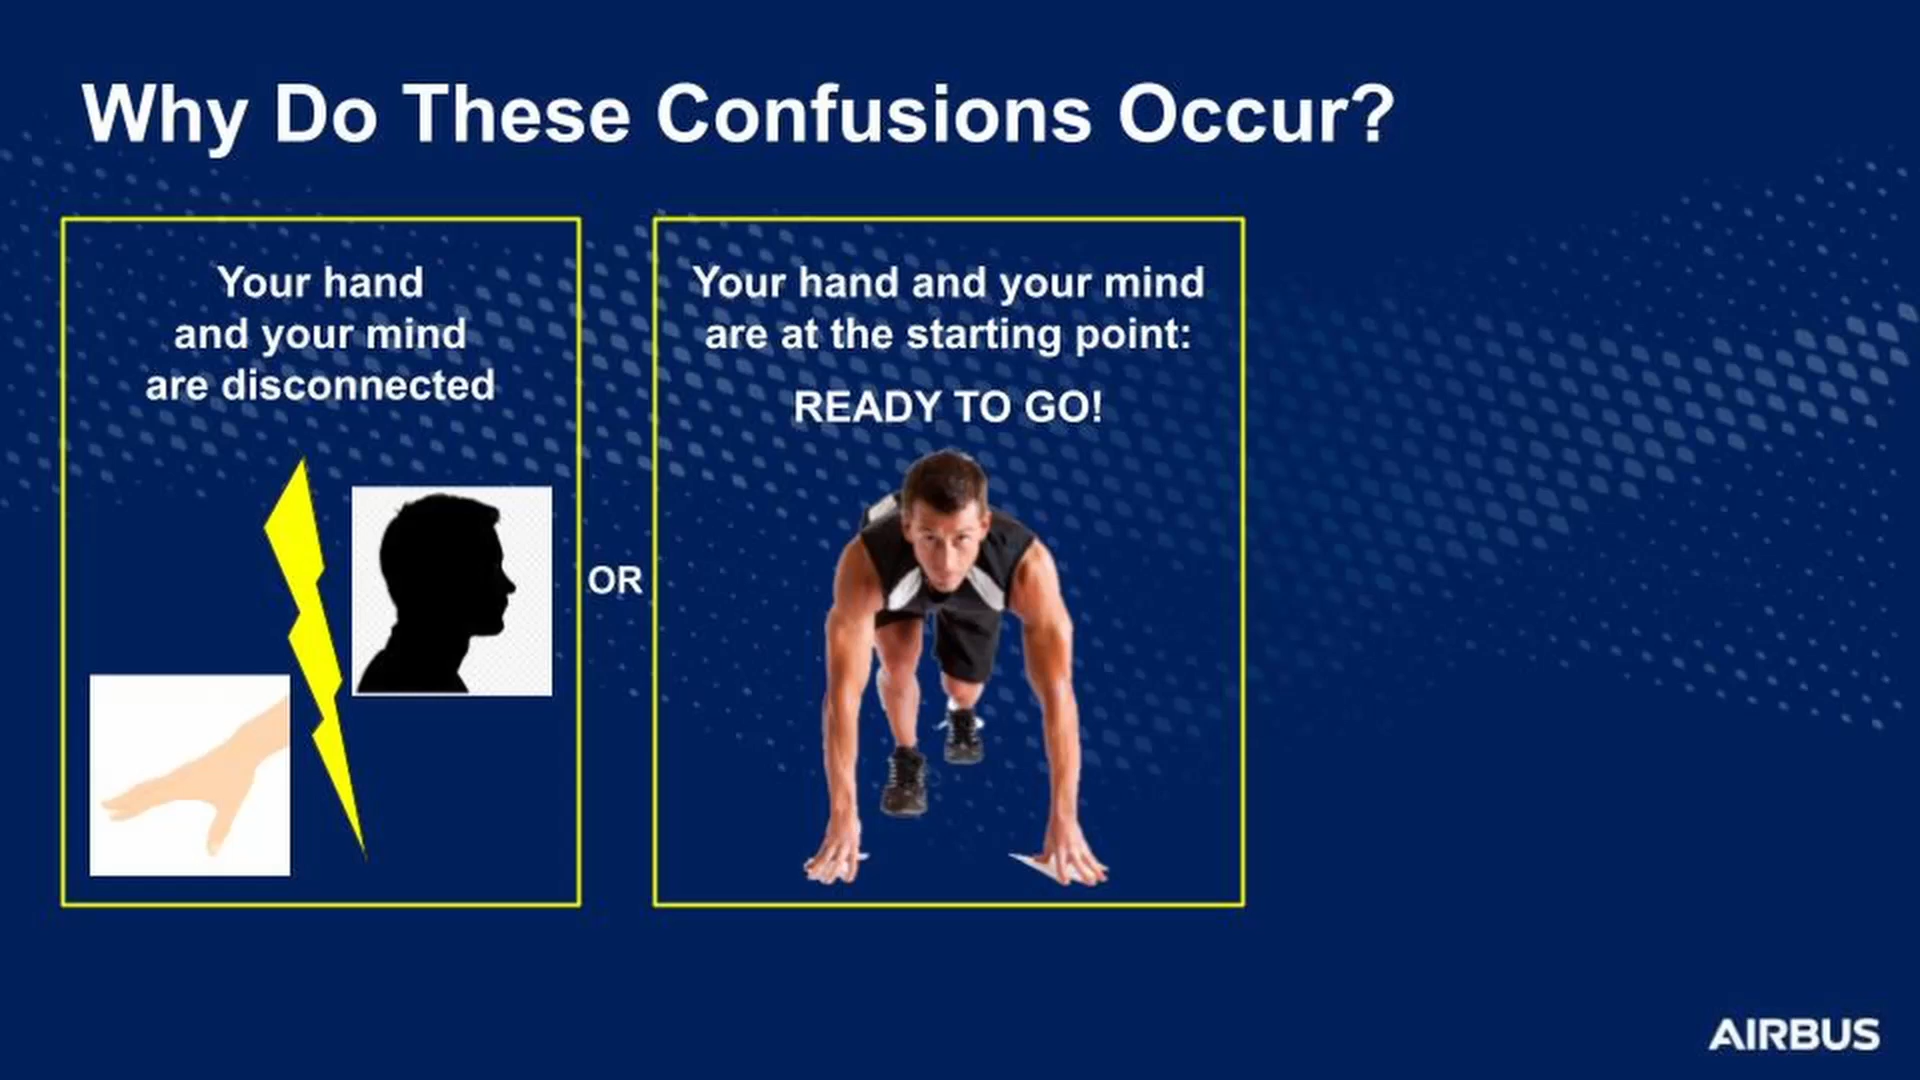 Why Do These Confusions Occur?
Your hand
and your mind
are disconnected
OR
Your hand and your mind
are at the starting point:
READY TO GO!
AIRBUS